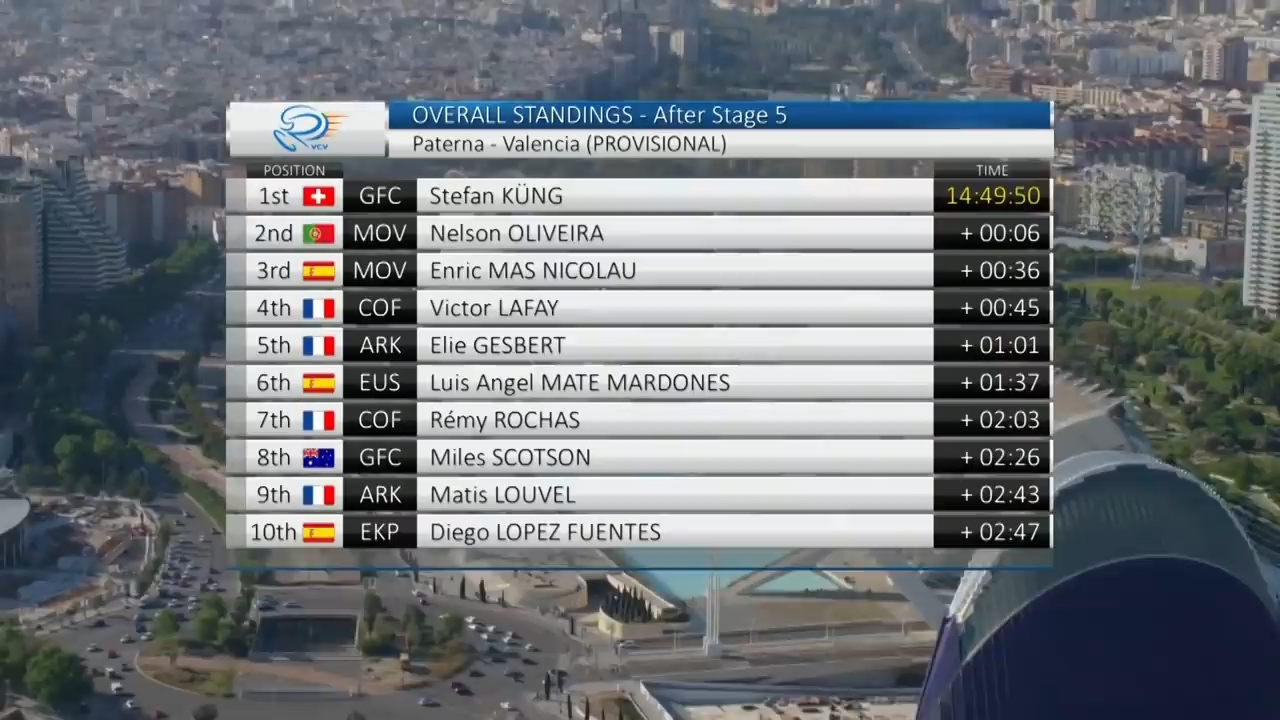 VCV
OVERALL STANDINGS - After Stage 5
Paterna - Valencia (PROVISIONAL)
POSITION TIME
1st GFC Stefan KÜNG 14:49:50
2nd MOV Nelson OLIVEIRA + 00:06
3rd MOV Enric MAS NICOLAU + 00:36
4th COF Victor LAFAY + 00:45
5th ARK Elie GESBERT + 01:01
6th EUS Luis Angel MATE MARDONES + 01:37
7th COF Rémy ROCHAS + 02:03
8th GFC Miles SCOTSON + 02:26
9th ARK Matis LOUVEL + 02:43
10th EKP Diego LOPEZ FUENTES + 02:47